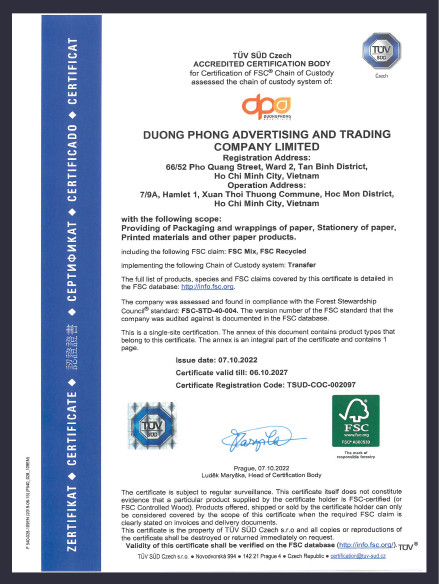 TÜV SÜD Czech
ACCREDITED CERTIFICATION BODY
for Certification of FSC® Chain of Custody
assessed the chain of custody system of:
TÜV
SÜD
Czech
dpa
DUONGPHONG
DUONG PHONG ADVERTISING AND TRADING
COMPANY LIMITED
Registration Address:
66/52 Pho Quang Street, Ward 2, Tan Binh District,
Ho Chi Minh City, Vietnam
Operation Address:
7/9A, Hamlet 1, Xuan Thoi Thuong Commune, Hoc Mon District,
Ho Chi Minh City, Vietnam
with the following scope:
Providing of Packaging and wrappings of paper, Stationery of paper,
Printed materials and other paper products.
including the following FSC claim: FSC Mix, FSC Recycled
implementing the following Chain of Custody system: Transfer
The full list of products, species and FSC claims covered by this certificate is detailed in
the FSC database: http://info.fsc.org.
The company was assessed and found in compliance with the Forest Stewardship
Council® standard: FSC-STD-40-004. The version number of the FSC standard that the
company was audited against is documented in the FSC database.
This is a single-site certification. The annex of this document contains product types that
belong to this certificate. The annex is an integral part of the certificate and contains 1
page.
Issue date: 07.10.2022
Certificate valid till: 06.10.2027
Certificate Registration Code: TSUD-COC-002097
TÜV
SÜD
FSC
www.fsc.org
FSC® A000530
The mark of
responsible forestry
Prague, 07.10.2022
Luděk Maryška, Head of Certification Body
The certificate is subject to regular surveillance. This certificate itself does not constitute
evidence that a particular product supplied by the certificate holder is FSC-certified (or
FSC Controlled Wood). Products offered, shipped or sold by the certificate holder can only
be considered covered by the scope of this certificate when the required FSC claim is
clearly stated on invoices and delivery documents.
This certificate is the property of TÜV SÜD Czech s.r.o and all copies or reproductions of
the certificate shall be destroyed or returned immediately on request.
Validity of this certificate shall be verified on the FSC database (http://info.fsc.org/).
TÜV®
TÜV SÜD Czech s.r.o. ● Novodvorská 994 ● 142 21 Prague 4 ● Czech Republic ● certification@tuv-sud.cz
ZERTIFIKAT ◆ CERTIFICATE ◆ 認證證書 ◆ СЕРТИФИКАТ ◆ CERTIFICADO ◆ CERTIFICAT